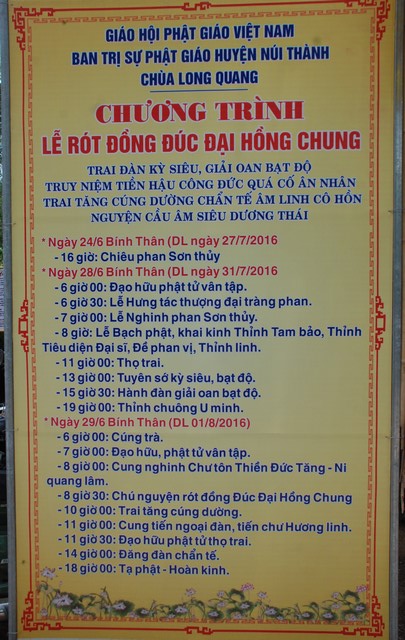 GIÁO HỘI PHẬT GIÁO VIỆT NAM
BAN TRỊ SỰ PHẬT GIÁO HUYỆN NÚI THÀNH
CHÙA LONG QUANG
CHƯƠNG TRÌNH
LỄ RÓT ĐỒNG ĐÚC ĐẠI HỒNG CHUNG
TRAI ĐÀN KỲ SIÊU, GIẢI OAN BẠT ĐỘ
TRUY NIỆM TIỀN HẬU CÔNG ĐỨC QUÁ CỐ ÂN NHÂN
TRAI TĂNG CÚNG DƯỜNG CHẨN TẾ ÂM LINH CÔ HỒN
NGUYỆN CẦU ÂM SIÊU DƯƠNG THÁI
* Ngày 24/6 Bính Thân (DL ngày 27/7/2016
- 16 giờ: Chiêu phan Sơn thủy
* Ngày 28/6 Bính Thân (DL ngày 31/7/2016
- 6 giờ 00: Đạo hữu phật tử vân tập.
- 6 giờ 30: Lễ Hưng tác thượng đại tràng phan.
- 7 giờ 00: Lễ Nghinh phan Sơn thủy.
- 8 giờ: Lễ Bạch phật, khai kinh Thỉnh Tam bảo, Thỉnh
Tiêu diện Đại sĩ, Đề phan vị, Thỉnh linh.
- 11 giờ 00: Thọ trai.
- 13 giờ 00: Tuyên sớ kỳ siêu, bạt độ.
- 15 giờ 30: Hành đàn giải oan bạt độ.
- 19 giờ 00: Thỉnh chuông U minh.
* Ngày 29/6 Bính Thân (DL 01/8/2016)
- 6 giờ 00: Cúng trà.
- 7 giờ 00: Đạo hữu, phật tử vân tập.
- 8 giờ 00: Cung nghinh Chư tôn Thiền Đức Tăng - Ni
quang lâm.
- 8 giờ 30: Chú nguyện rót đồng Đúc Đại Hồng Chung
- 10 giờ 00: Trai tăng cúng dường.
- 11 giờ 00: Cung tiến ngoại đàn, tiến chư Hương linh.
- 11 giờ 30: Đạo hữu phật tử thọ trai.
- 14 giờ 00: Đăng đàn chẩn tế.
- 18 giờ 00: Tạ phật - Hoàn kinh.